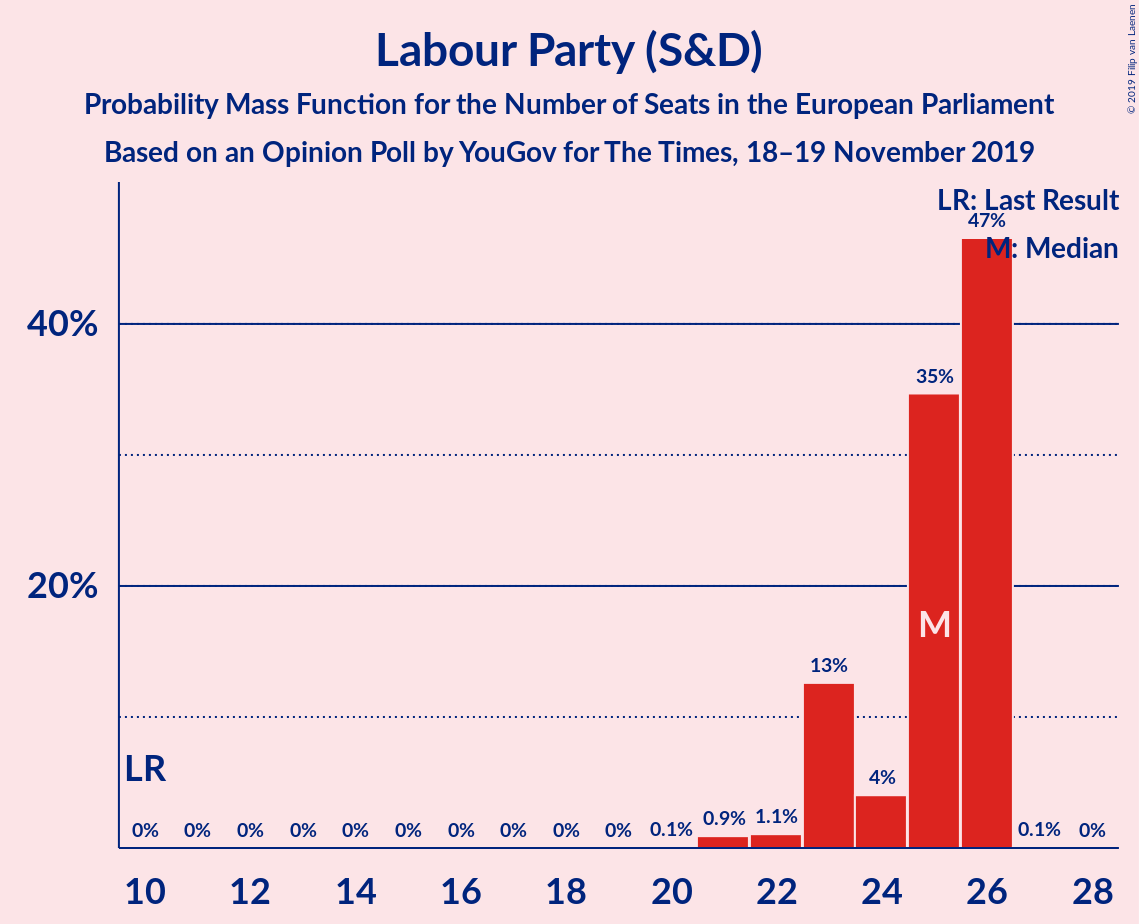 Labour Party (S&D)
Probability Mass Function for the Number of Seats in the European Parliament
Based on an Opinion Poll by YouGov for The Times, 18–19 November 2019
© 2019 Filip van Laenen
LR: Last Result
M: Median
47%
40%
35%
20%
M
13%
LR
4%
0% 0% 0% 0% 0% 0% 0% 0% 0% 0% 0.1% 0.9% 1.1% 0.1% 0%
10 12 14 16 18 20 22 24 26 28